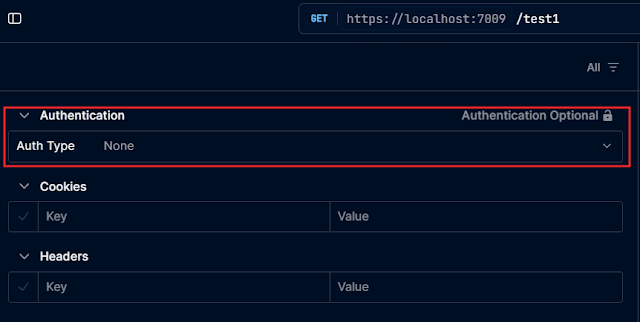 GET https://localhost:7009 /test1
All
Authentication Authentication Optional
Auth Type None
Cookies
Key Value
Headers
Key Value